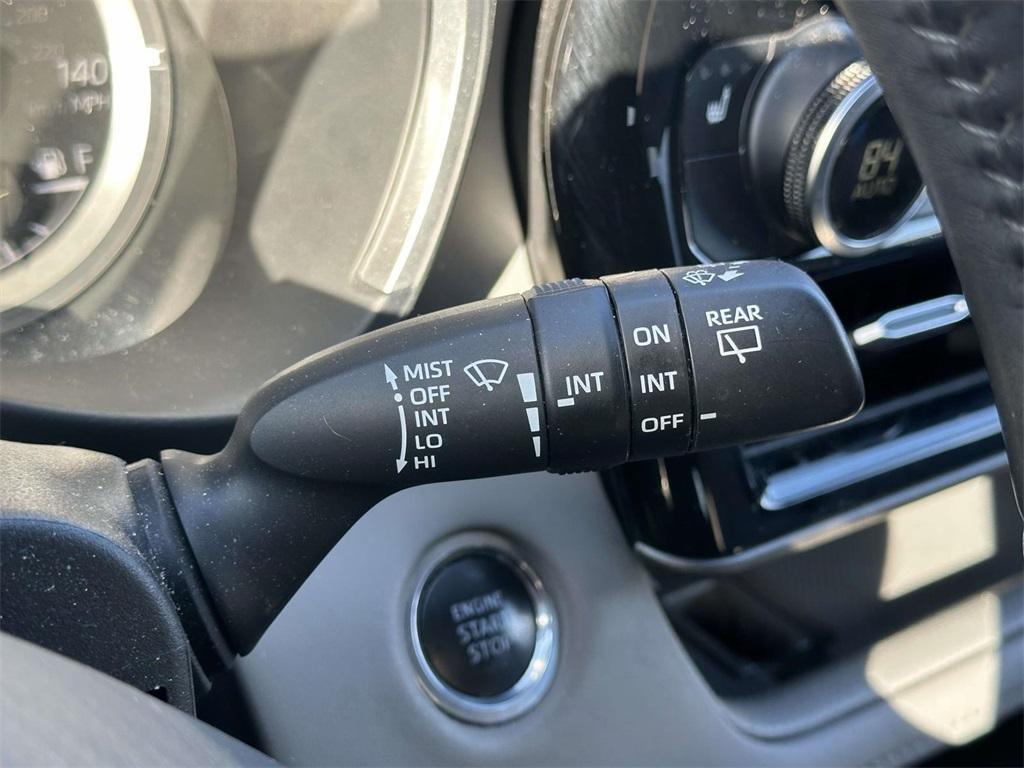 140
MPH
F
84
AUTO
MIST
OFF
INT
LO
HI
INT
ON
INT
OFF
REAR
ENGINE
START
STOP